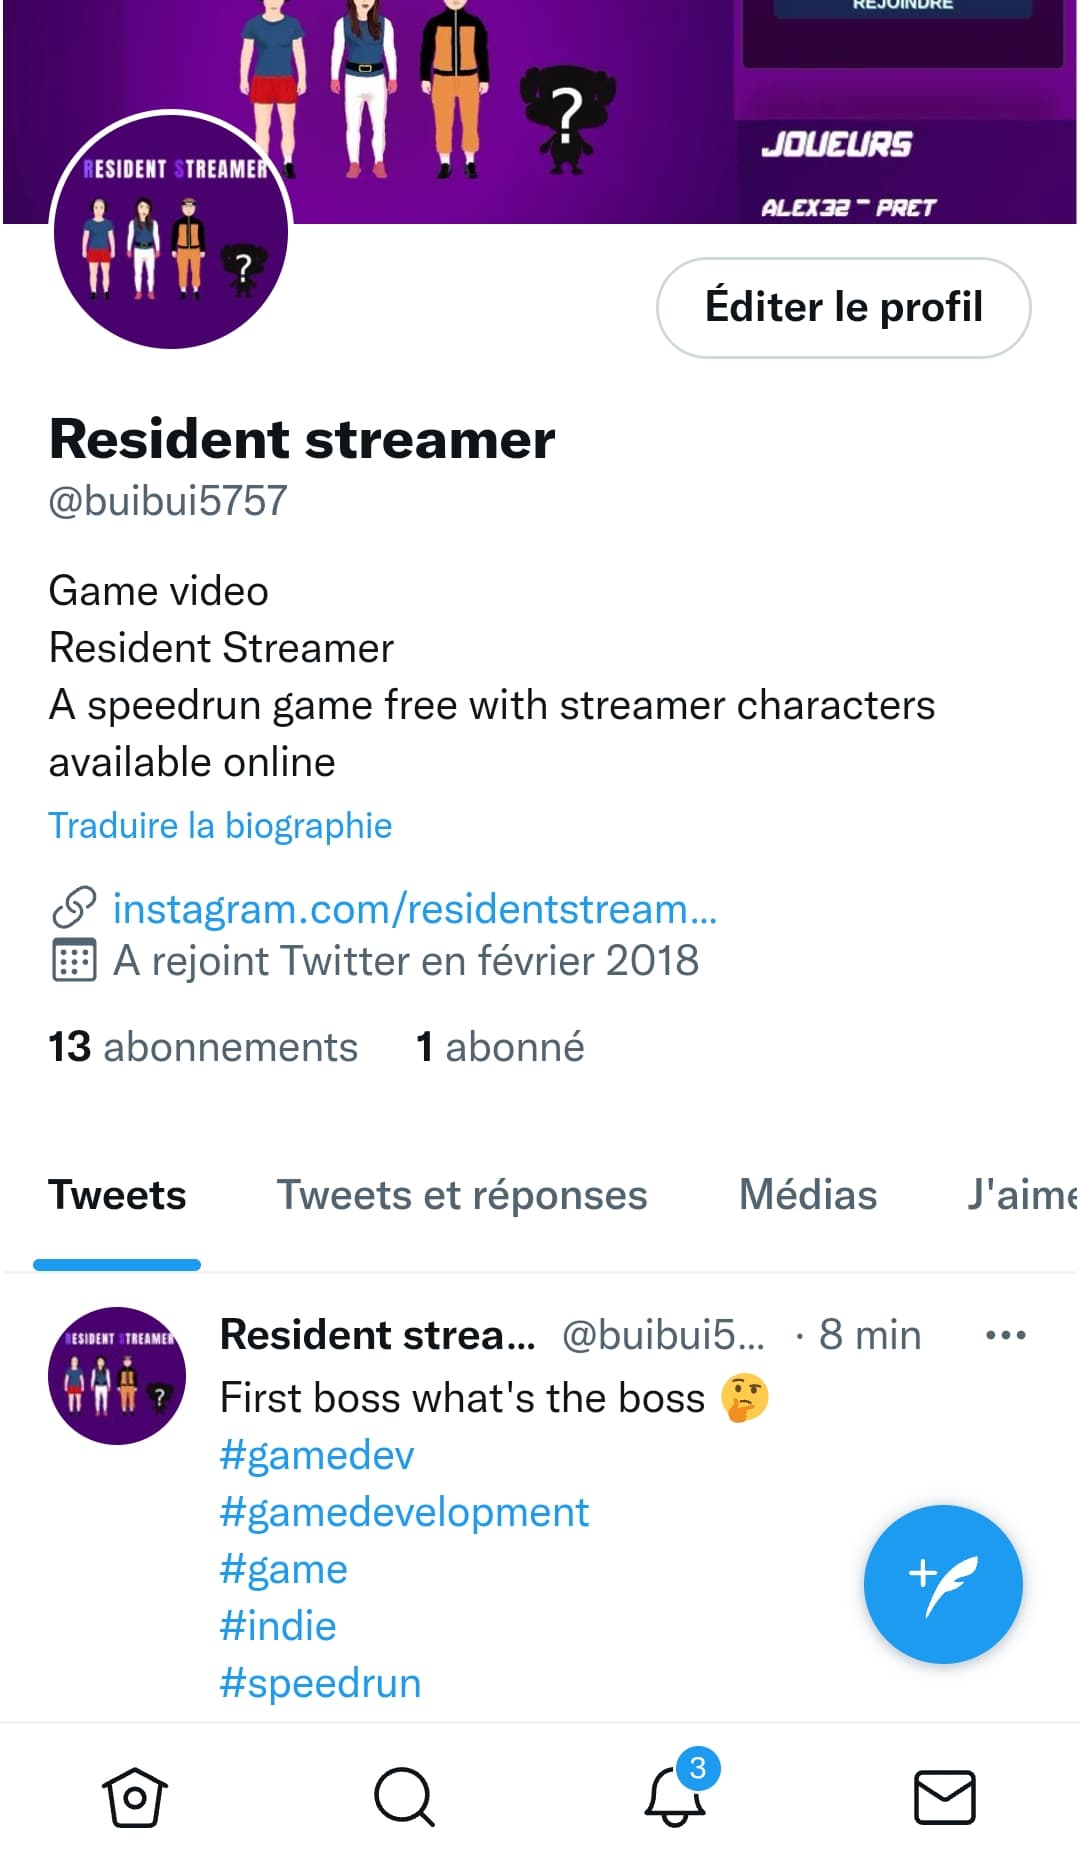 REJOINDRE
JOUEURS
ALEX32 - PRET
RESIDENT STREAMER
?
?
Éditer le profil
Resident streamer
@buibui5757
Game video
Resident Streamer
A speedrun game free with streamer characters
available online
Traduire la biographie
instagram.com/residentstream...
A rejoint Twitter en février 2018
13 abonnements 1 abonné
Tweets Tweets et réponses Médias J'aime
ESIDENT STREAMER
?
Resident strea... @buibui5... · 8 min
First boss what's the boss 🤔
#gamedev
#gamedevelopment
#game
#indie
#speedrun
3